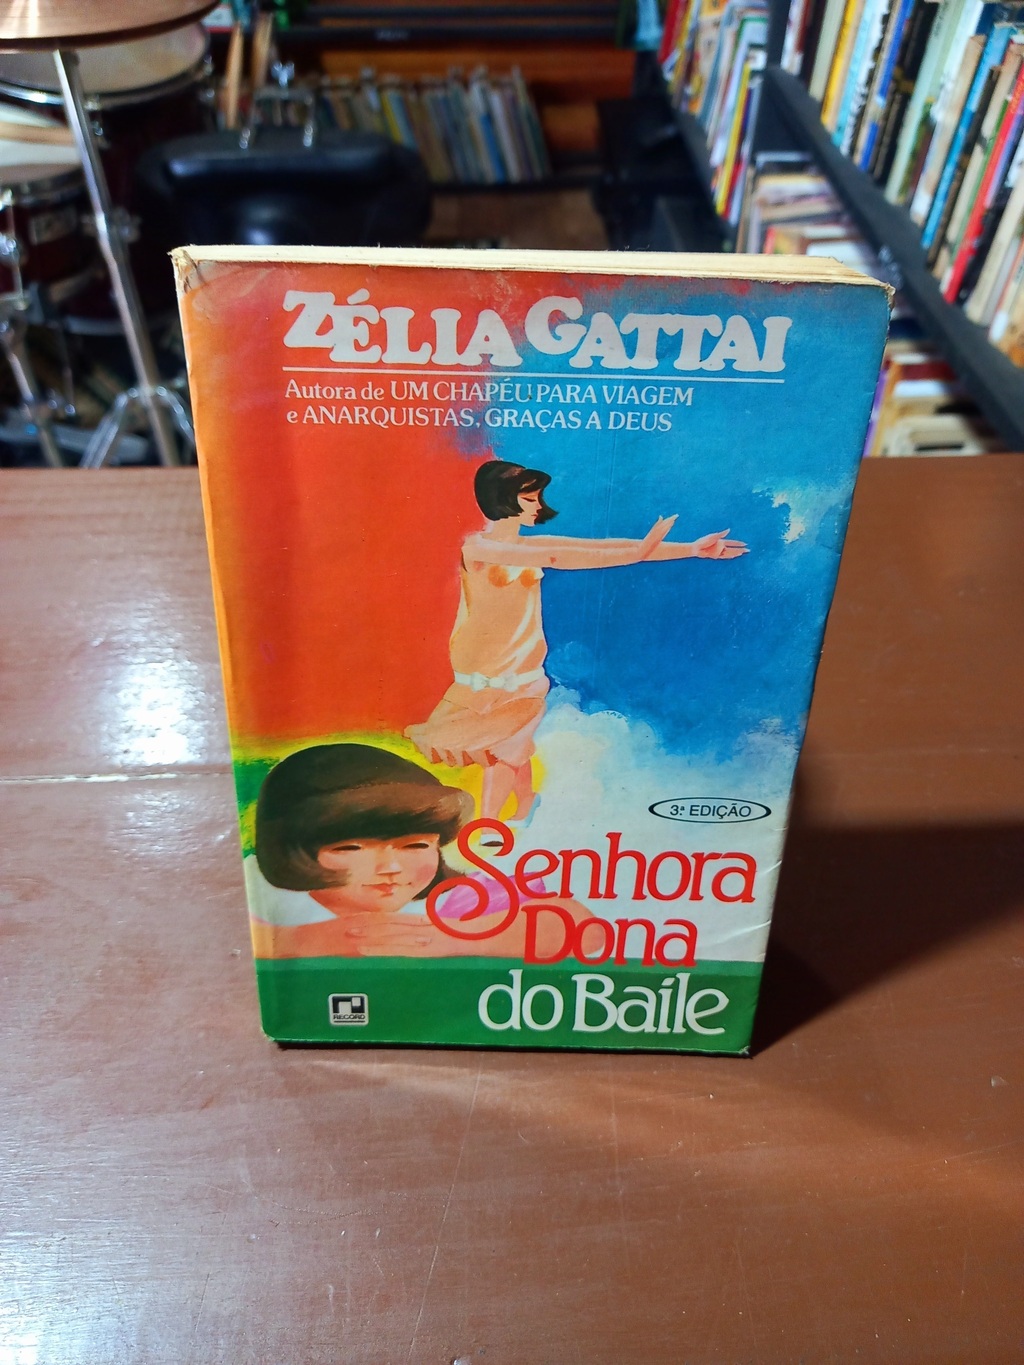 ZÉLIA GATTAI
Autora de UM CHAPÉU PARA VIAGEM
e ANARQUISTAS, GRAÇAS A DEUS
3ª EDIÇÃO
Senhora
Dona
do Baile
RECORD